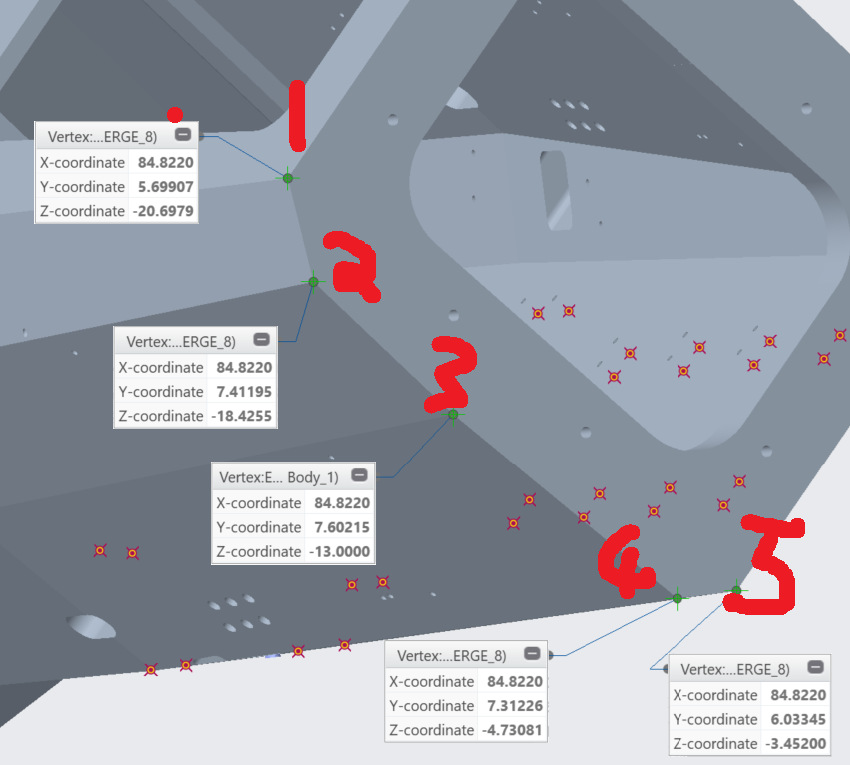 1
Vertex:...ERGE_8)
X-coordinate 84.8220
Y-coordinate 5.69907
Z-coordinate -20.6979
2
Vertex:...ERGE_8)
X-coordinate 84.8220
Y-coordinate 7.41195
Z-coordinate -18.4255
3
Vertex:E... Body_1)
X-coordinate 84.8220
Y-coordinate 7.60215
Z-coordinate -13.0000
4
5
Vertex:...ERGE_8)
X-coordinate 84.8220
Y-coordinate 7.31226
Z-coordinate -4.73081
Vertex:...ERGE_8)
X-coordinate 84.8220
Y-coordinate 6.03345
Z-coordinate -3.45200